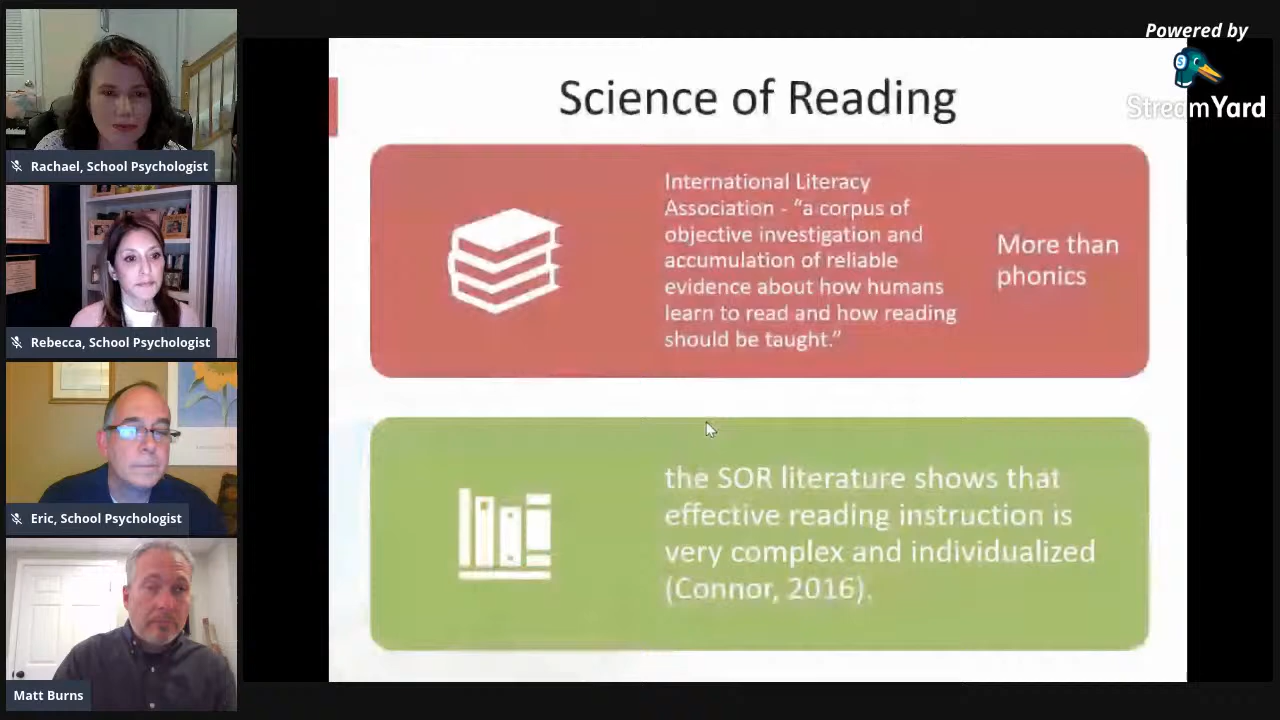 Powered by
StreamYard
Rachael, School Psychologist
Rebecca, School Psychologist
Eric, School Psychologist
Matt Burns
Science of Reading
International Literacy
Association - “a corpus of
objective investigation and
accumulation of reliable
evidence about how humans
learn to read and how reading
should be taught.”
More than
phonics
the SOR literature shows that
effective reading instruction is
very complex and individualized
(Connor, 2016).